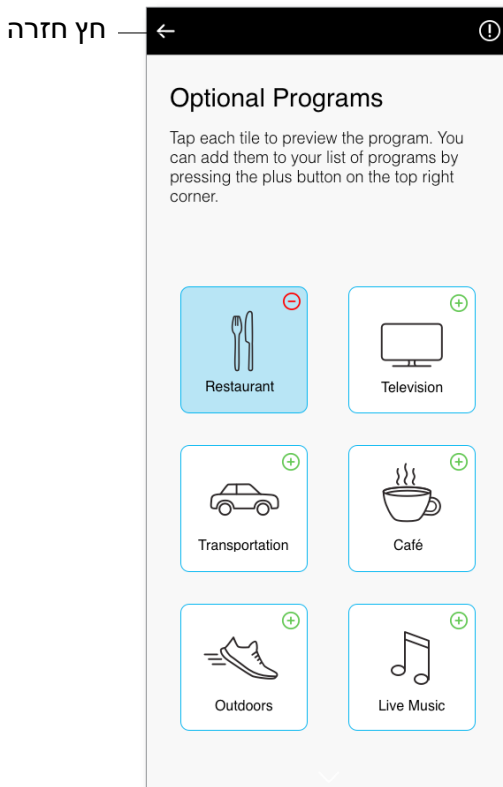 חץ חזרה
Optional Programs
Tap each tile to preview the program. You
can add them to your list of programs by
pressing the plus button on the top right
corner.
Restaurant
Television
Transportation
Café
Outdoors
Live Music